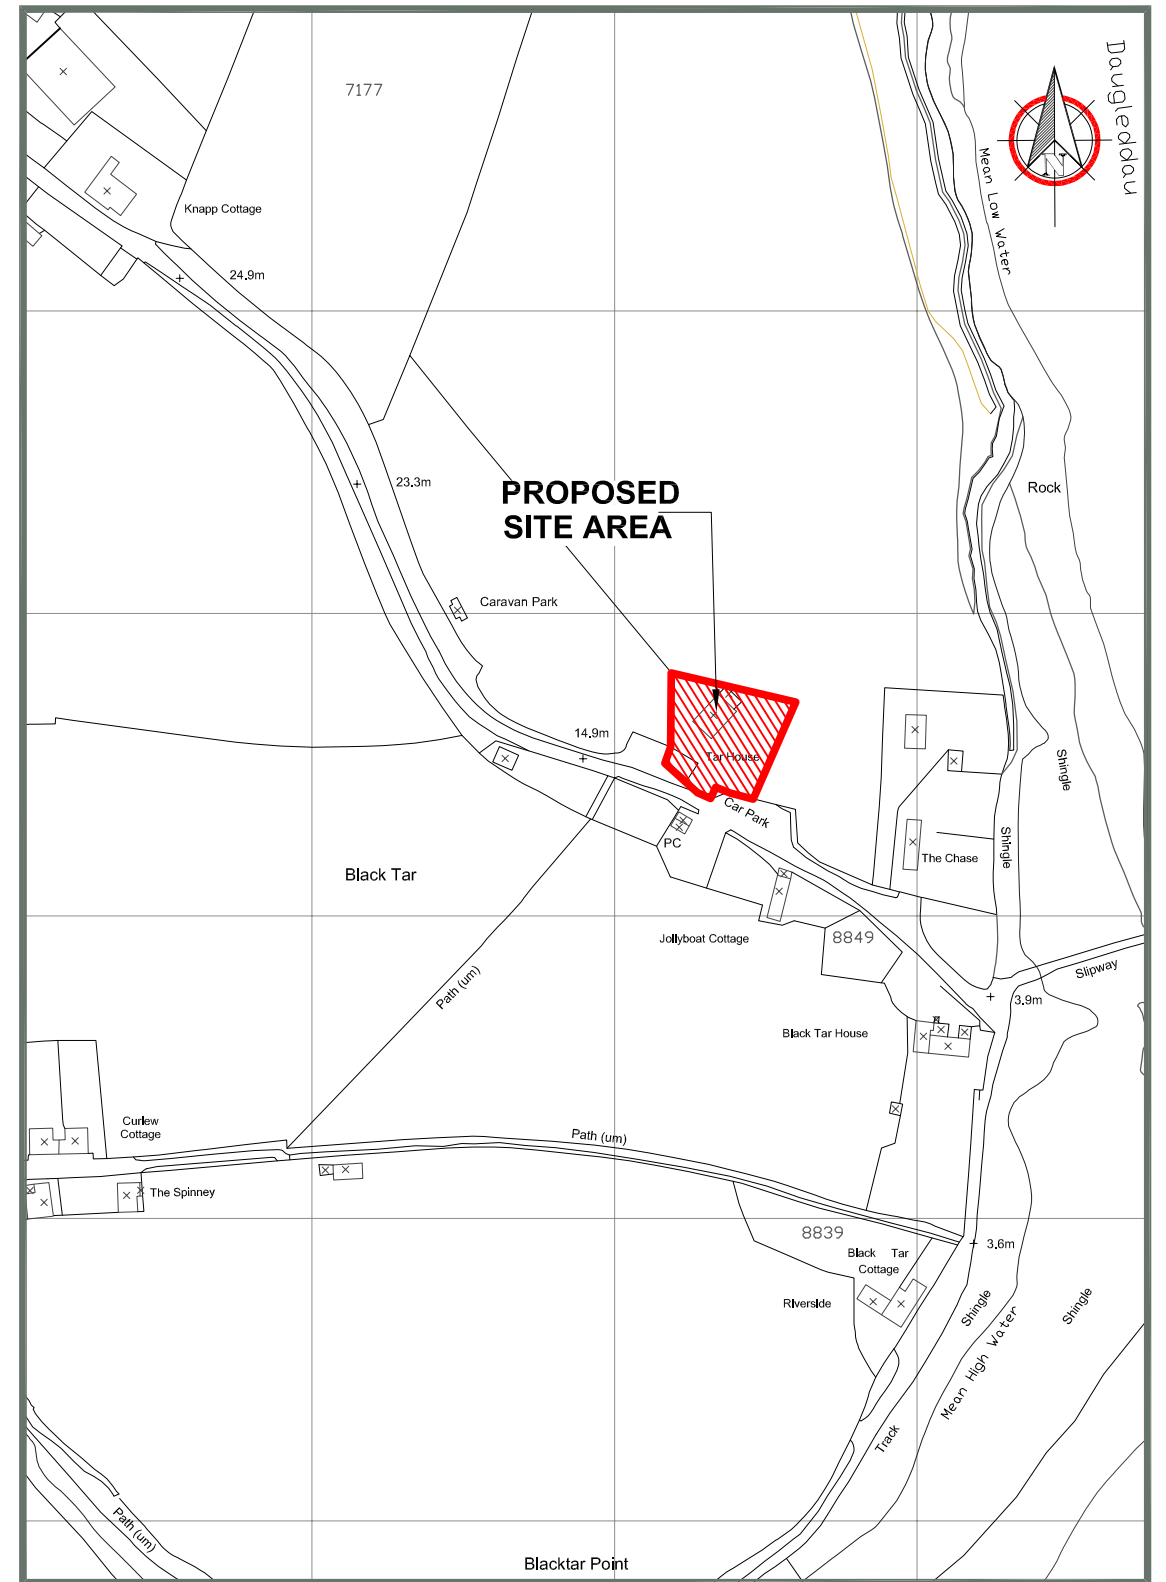 7177
Daugleddau
N
Mean Low Water
Knapp Cottage
24.9m
23.3m
PROPOSED
SITE AREA
Rock
Caravan Park
14.9m
Tar House
Shingle
Car Park
PC
Shingle
The Chase
Black Tar
Jollyboat Cottage
8849
Slipway
Path (um)
3.9m
Black Tar House
Curlew
Cottage
Path (um)
The Spinney
8839
3.6m
Black Tar
Cottage
Riverside
Shingle
Shingle
Mean High Water
Track
Path (um)
Blacktar Point